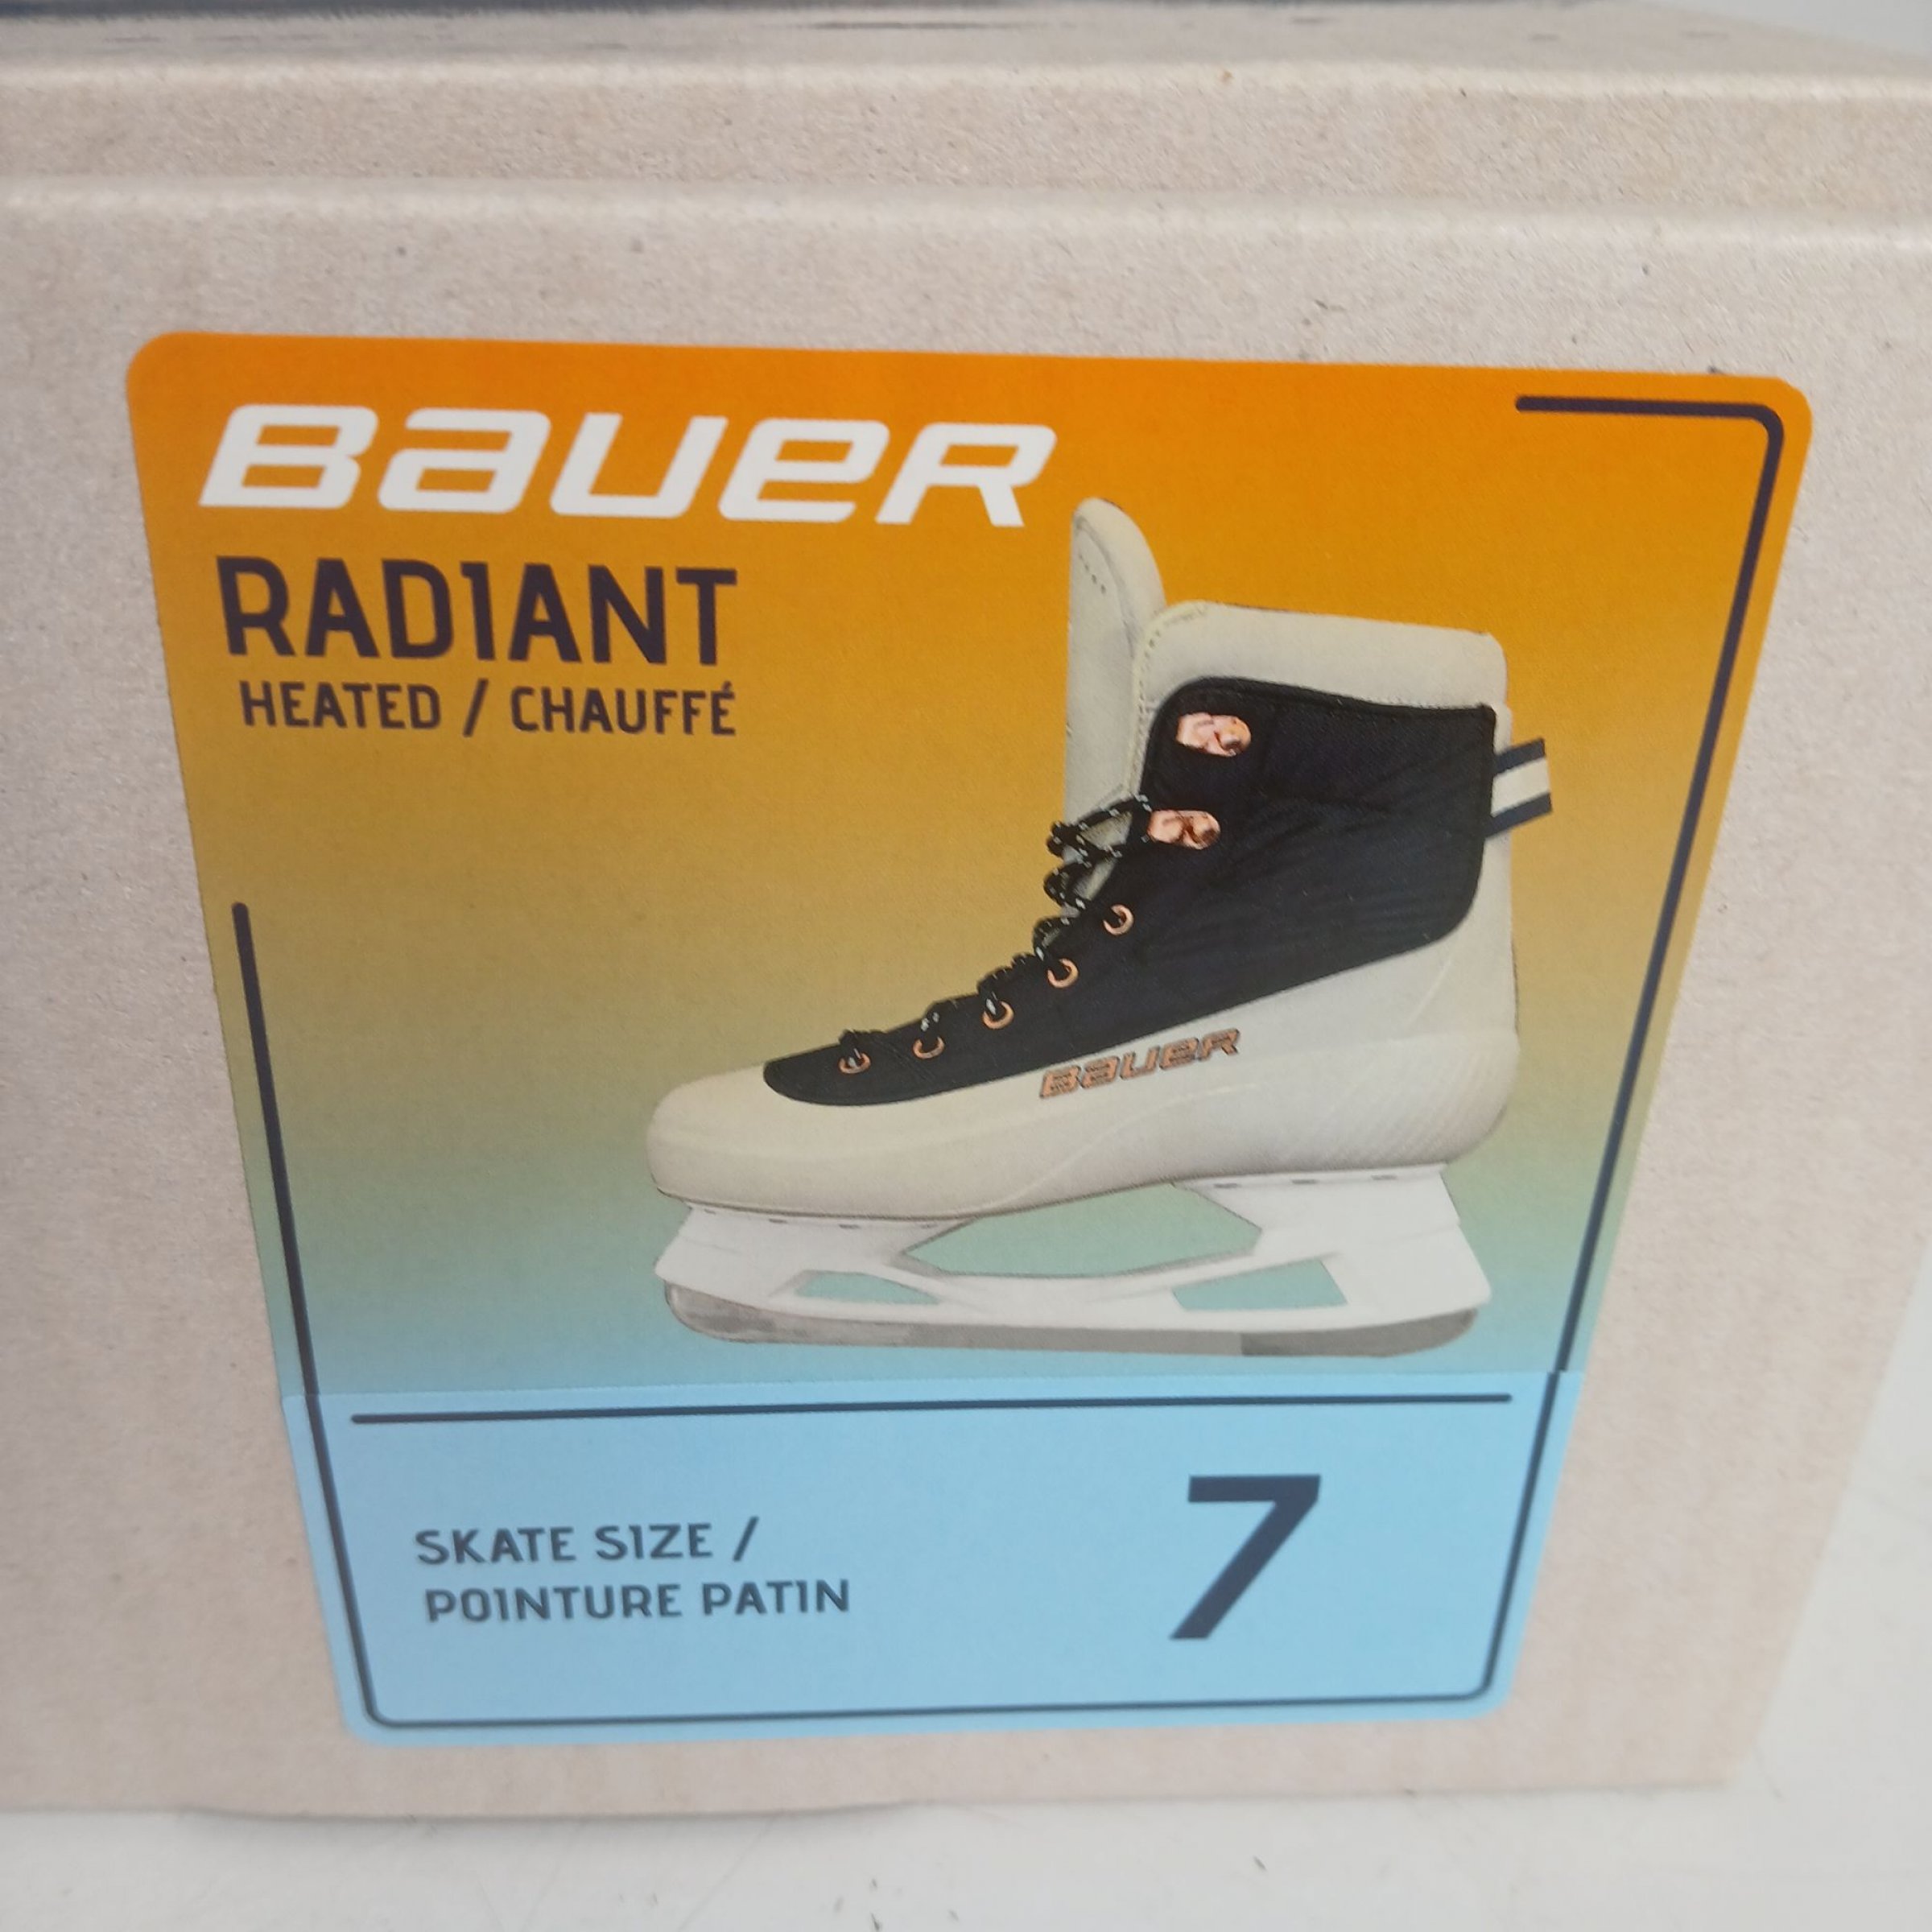 BAUER
RADIANT
HEATED / CHAUFFÉ
BAUER
SKATE SIZE /
POINTURE PATIN
7